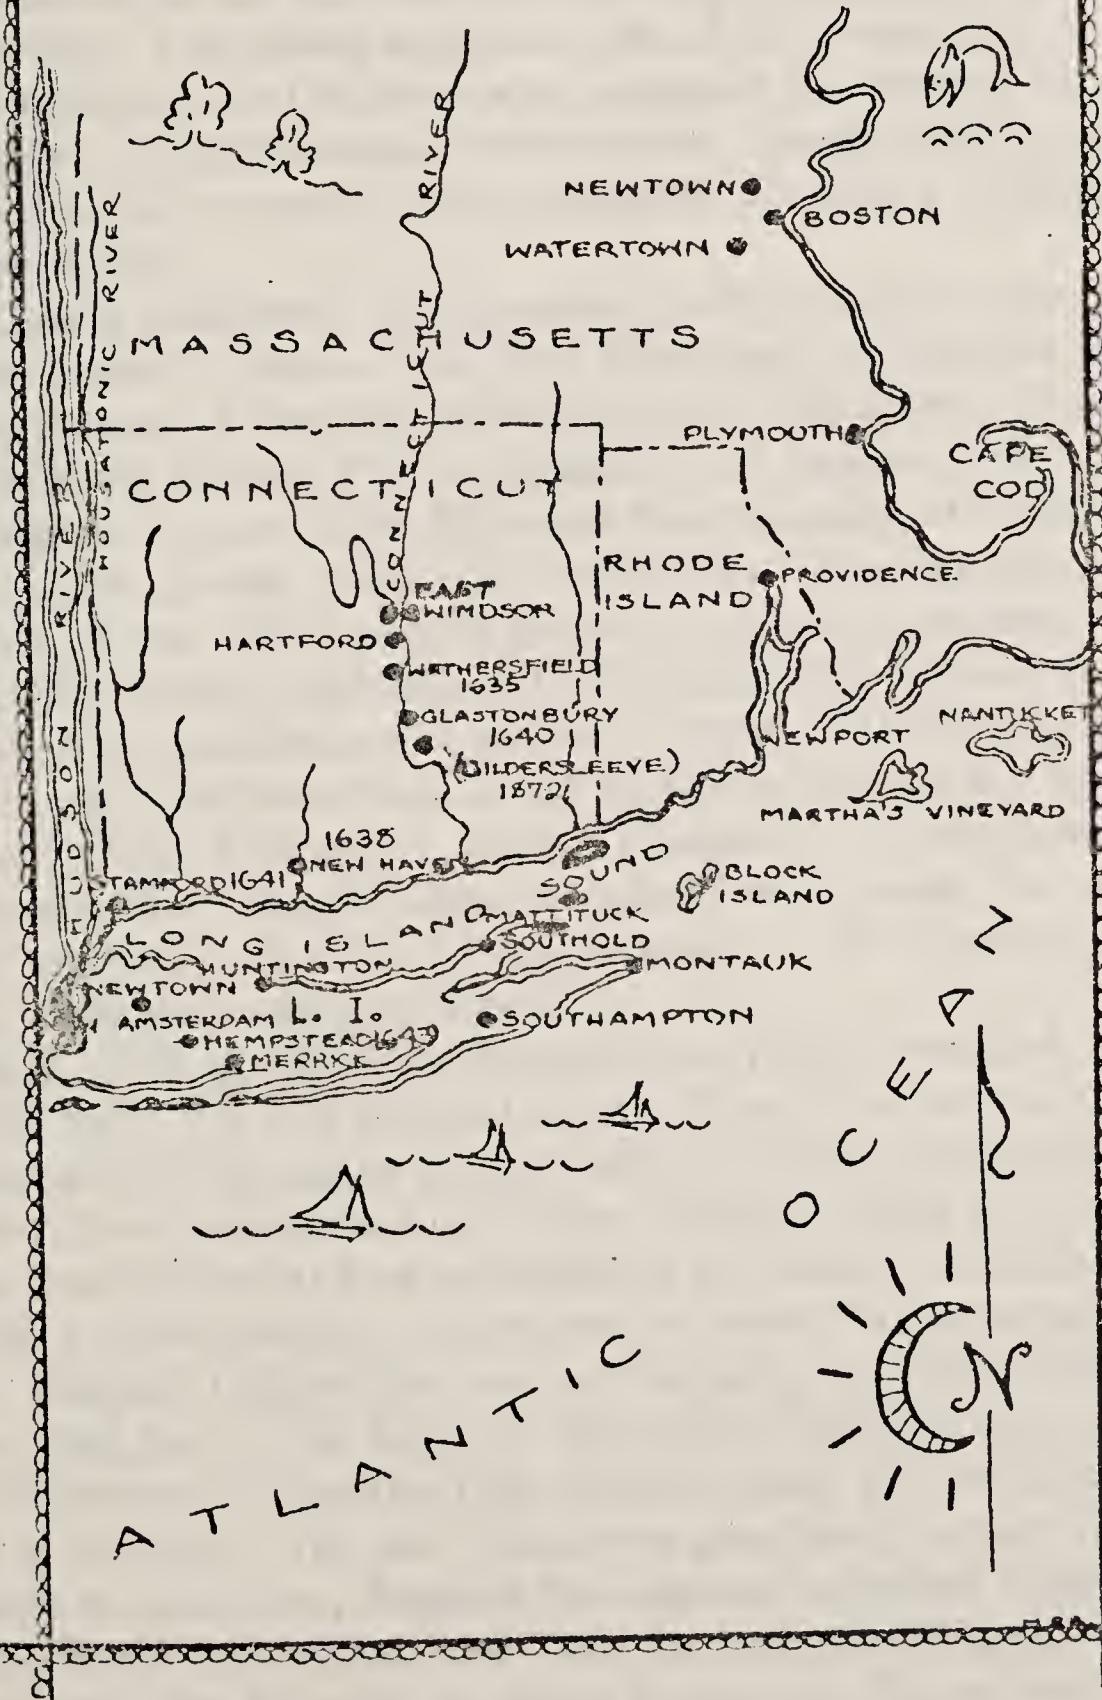 NEWTOWN
BOSTON
WATERTOWN
HOUSATONIC RIVER
CONNECTICUT RIVER
MASSACHUSETTS
PLYMOUTH
CAPE
COD
CONNECTICUT
HUDSON RIVER
RHODE
ISLAND
PROVIDENCE
EAST
WINDSOR
HARTFORD
WETHERSFIELD
1635
GLASTONBURY
1640
(GILDERSLEEVE)
1872
NEWPORT
NANTUCKET
MARTHA'S VINEYARD
1638
NEW HAVEN
STAMFORD 1641
LONG ISLAND SOUND
BLOCK
ISLAND
MATTITUCK
SOUTHOLD
HUNTINGTON
MONTAUK
NEWTOWN
AMSTERDAM
L. I.
SOUTHAMPTON
HEMPSTEAD 1643
MERRICK
ATLANTIC OCEAN
N